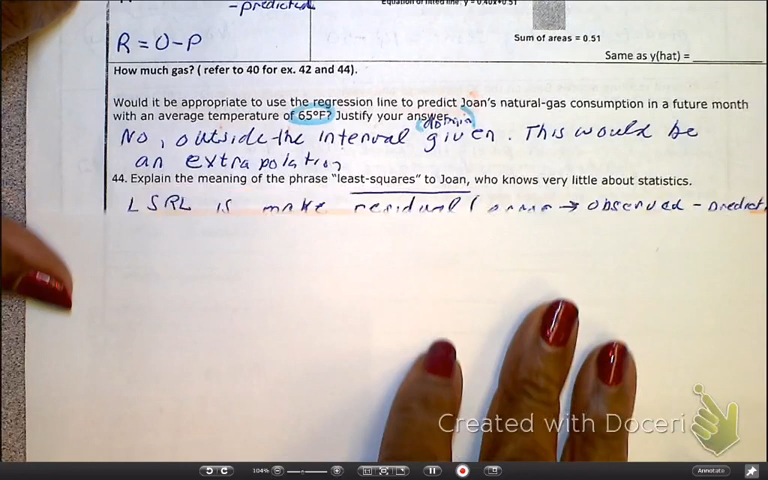 -predicted
Equation of fitted line: y = 0.40x+0.51
R = O-P
Sum of areas = 0.51
Same as y(hat) =
How much gas? ( refer to 40 for ex. 42 and 44).
Would it be appropriate to use the regression line to predict Joan's natural-gas consumption in a future month
with an average temperature of 65°F? Justify your answer.
domain
No, outside the interval given. This would be
an extrapolation
44. Explain the meaning of the phrase "least-squares" to Joan, who knows very little about statistics.
LSRL is make residual ( → observed - predict
Created with Doceri
104%
Annotate